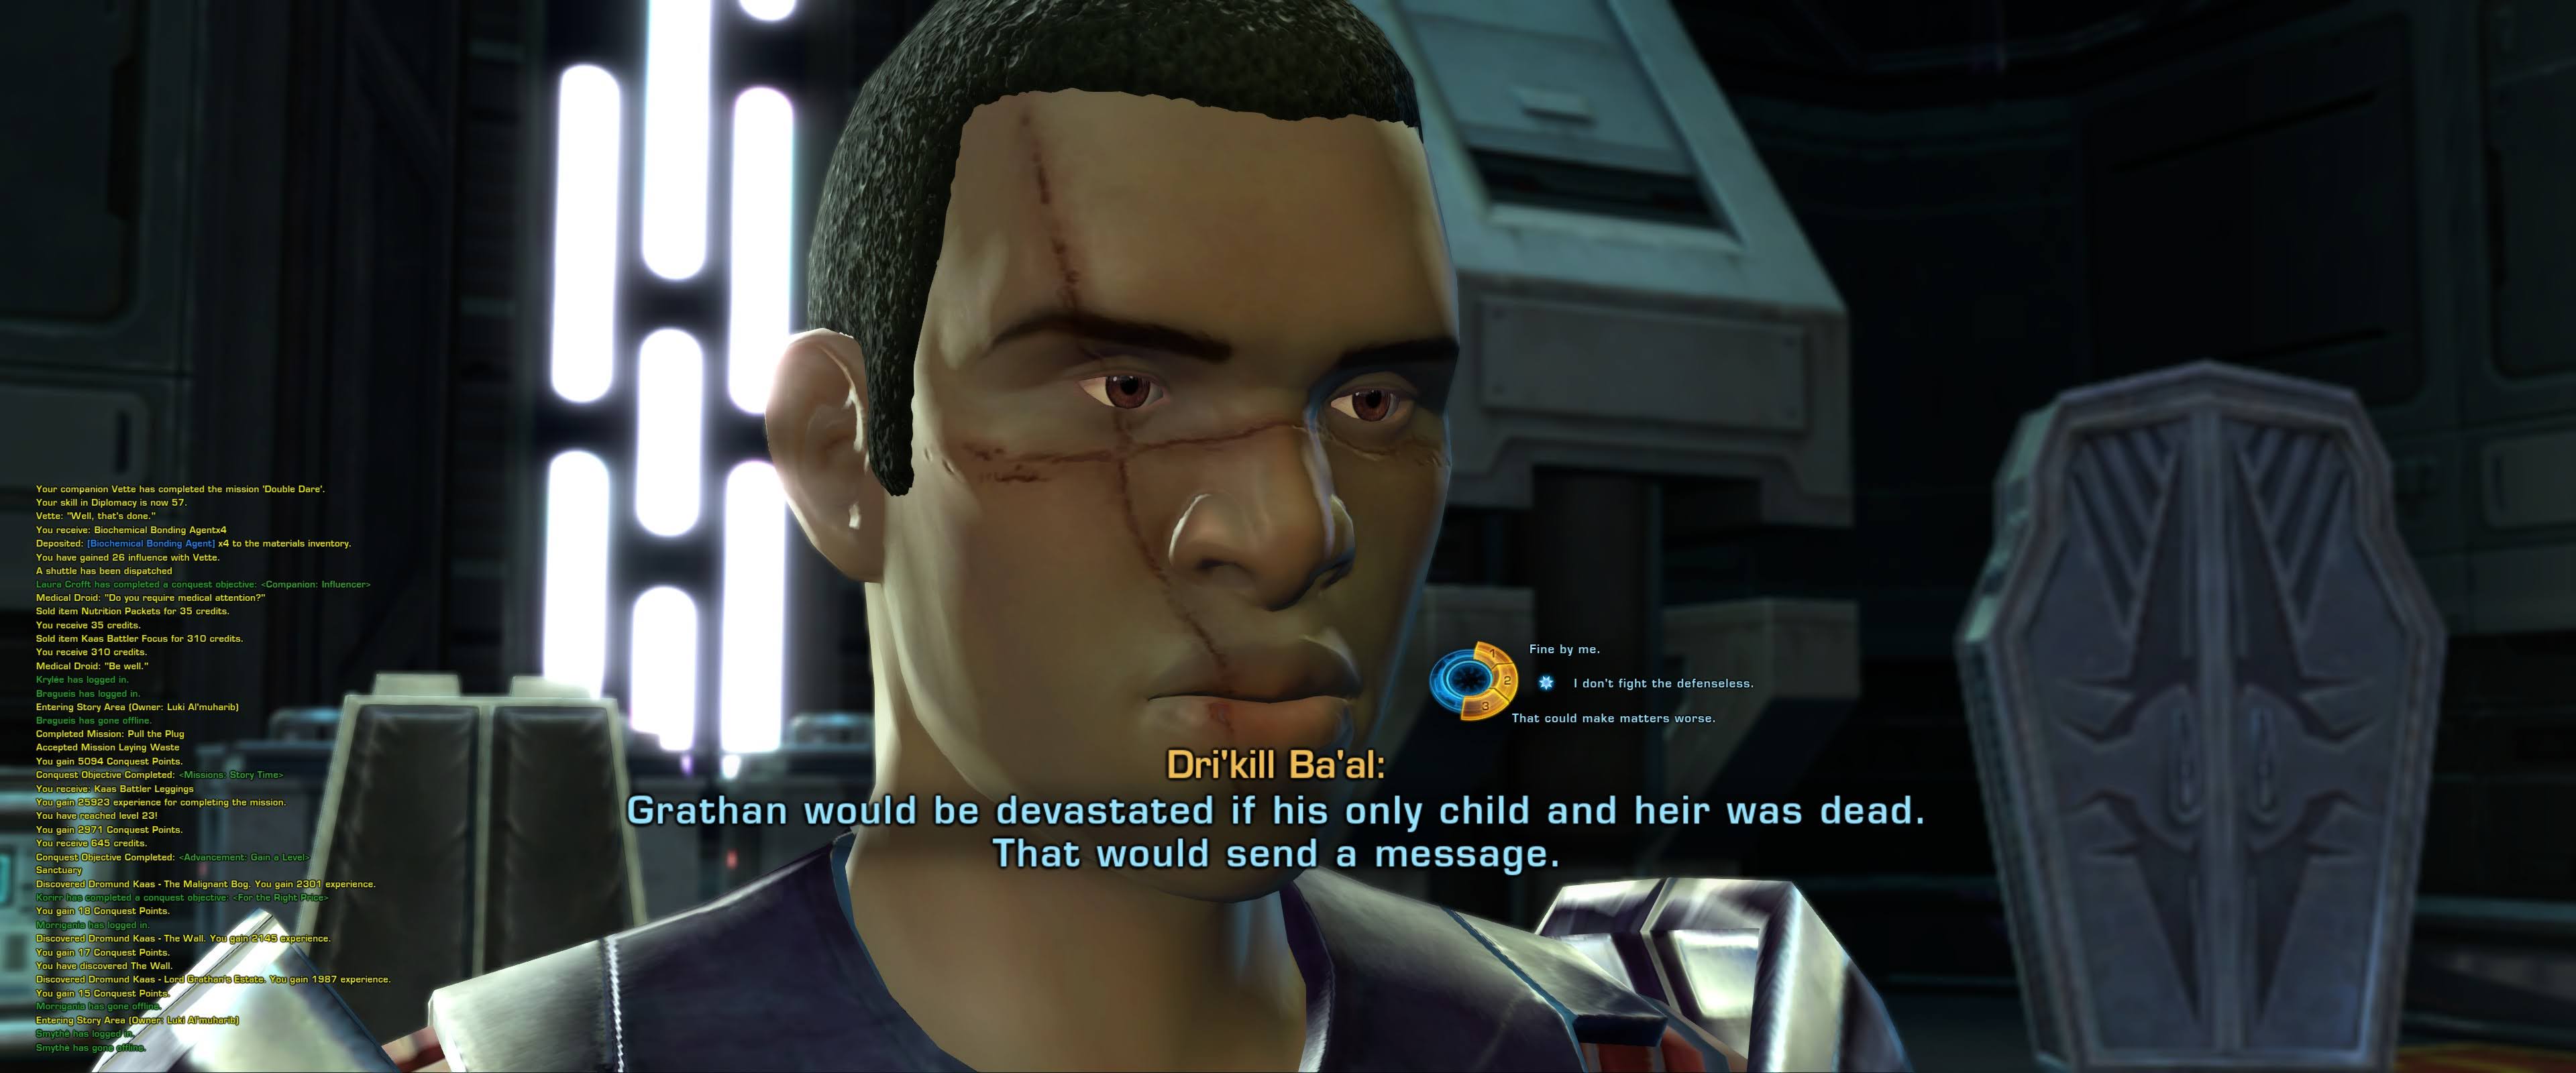 Your companion Vette has completed the mission 'Double Dare'.
Your skill in Diplomacy is now 57.
Vette: "Well, that's done."
You receive: Biochemical Bonding Agentx4
Deposited: [Biochemical Bonding Agent] x4 to the materials inventory.
You have gained 26 influence with Vette.
A shuttle has been dispatched
Laura Crofft has completed a conquest objective: <Companion: Influencer>
Medical Droid: "Do you require medical attention?"
Sold item Nutrition Packets for 35 credits.
You receive 35 credits.
Sold item Kaas Battler Focus for 310 credits.
You receive 310 credits.
Medical Droid: "Be well."
Krylée has logged in.
Bragueis has logged in.
Entering Story Area (Owner: Luki Al'muharib)
Bragueis has gone offline.
Completed Mission: Pull the Plug
Accepted Mission Laying Waste
You gain 5094 Conquest Points.
Conquest Objective Completed: <Missions: Story Time>
You receive: Kaas Battler Leggings
You gain 25923 experience for completing the mission.
You have reached level 23!
You gain 2971 Conquest Points.
You receive 645 credits.
Conquest Objective Completed: <Advancement: Gain a Level>
Sanctuary
Discovered Dromund Kaas - The Malignant Bog. You gain 2301 experience.
Korirr has completed a conquest objective: <For the Right Price>
You gain 18 Conquest Points.
Morrigania has logged in.
Discovered Dromund Kaas - The Wall. You gain 2145 experience.
You gain 17 Conquest Points.
You have discovered The Wall.
Discovered Dromund Kaas - Lord Grathan's Estate. You gain 1987 experience.
You gain 15 Conquest Points.
Morrigania has gone offline.
Entering Story Area (Owner: Luki Al'muharib)
Smythe has logged in.
Smythe has gone offline.
1 Fine by me.
2 I don't fight the defenseless.
3 That could make matters worse.
Dri'kill Ba'al:
Grathan would be devastated if his only child and heir was dead.
That would send a message.